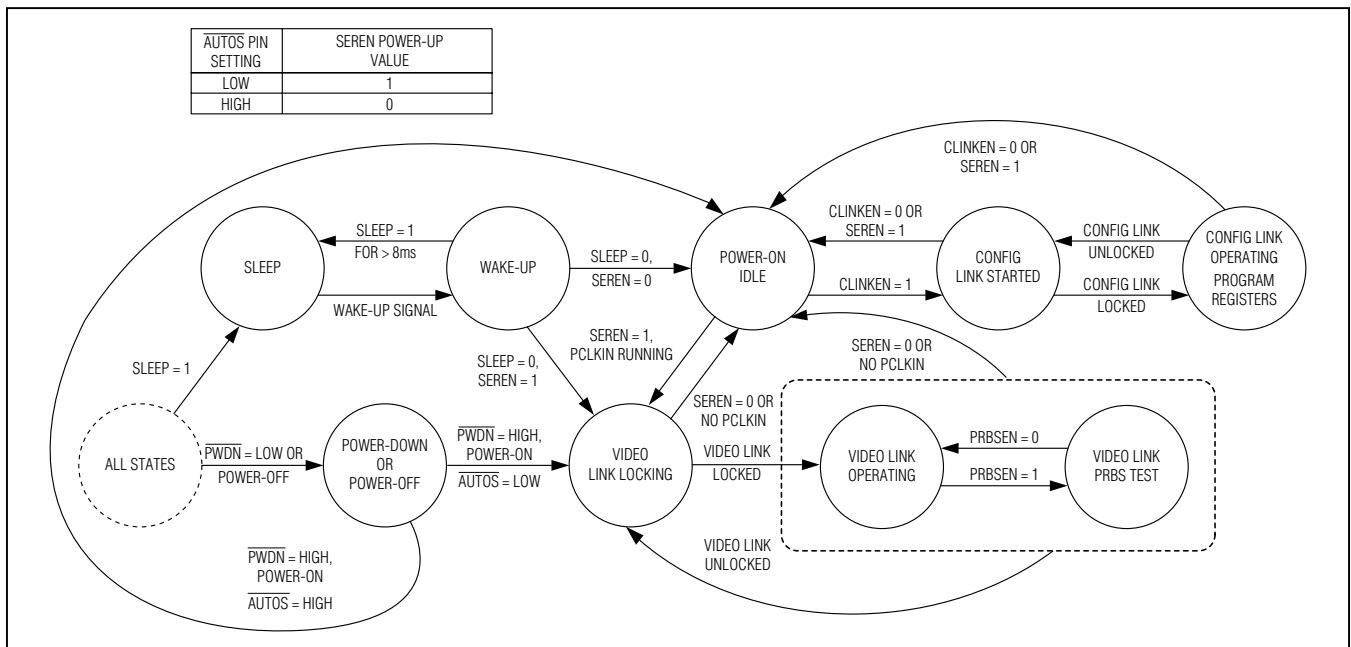 AUTOS PIN
SETTING
SEREN POWER-UP
VALUE
LOW
1
HIGH
0
CLINKEN = 0 OR
SEREN = 1
SLEEP
SLEEP = 1
FOR > 8ms
WAKE-UP SIGNAL
WAKE-UP
SLEEP = 0,
SEREN = 0
POWER-ON
IDLE
CLINKEN = 0 OR
SEREN = 1
CLINKEN = 1
CONFIG
LINK STARTED
CONFIG LINK
UNLOCKED
CONFIG LINK
LOCKED
CONFIG LINK
OPERATING
PROGRAM
REGISTERS
SLEEP = 1
SLEEP = 0,
SEREN = 1
SEREN = 1,
PCLKIN RUNNING
SEREN = 0 OR
NO PCLKIN
SEREN = 0 OR
NO PCLKIN
ALL STATES
PWDN = LOW OR
POWER-OFF
POWER-DOWN
OR
POWER-OFF
PWDN = HIGH,
POWER-ON
AUTOS = LOW
VIDEO
LINK LOCKING
VIDEO LINK
LOCKED
VIDEO LINK
OPERATING
PRBSEN = 0
PRBSEN = 1
VIDEO LINK
PRBS TEST
VIDEO LINK
UNLOCKED
PWDN = HIGH,
POWER-ON
AUTOS = HIGH